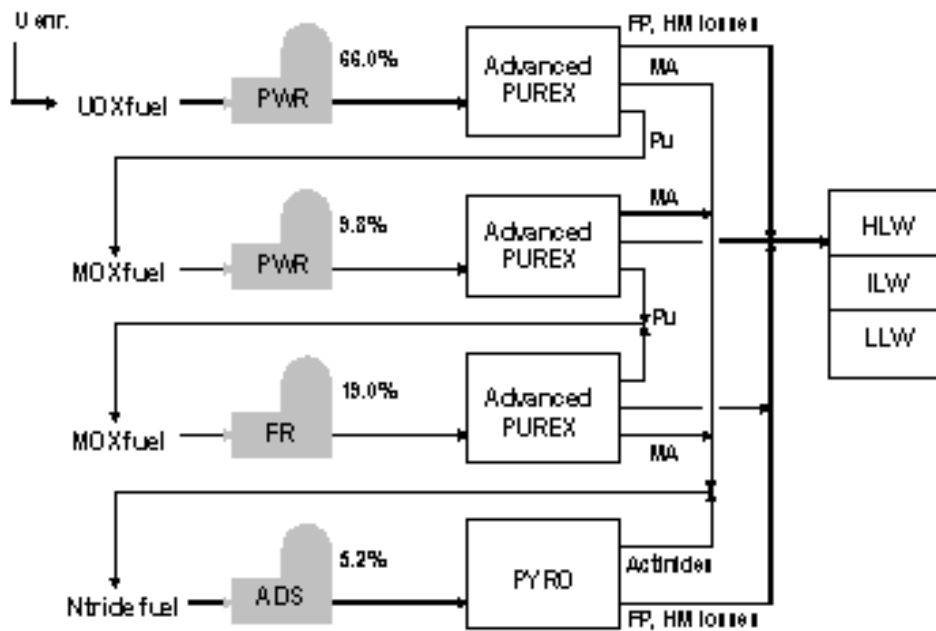 U enr.
FP, HM losses
66.0%
MA
Advanced
PUREX
UOXfuel
PWR
Pu
MA
9.8%
HLW
Advanced
PUREX
MOXfuel
PWR
ILW
Pu
LLW
19.0%
Advanced
PUREX
MOXfuel
FR
MA
5.2%
Actinides
PYRO
Ntride fuel
ADS
FP, HM losses